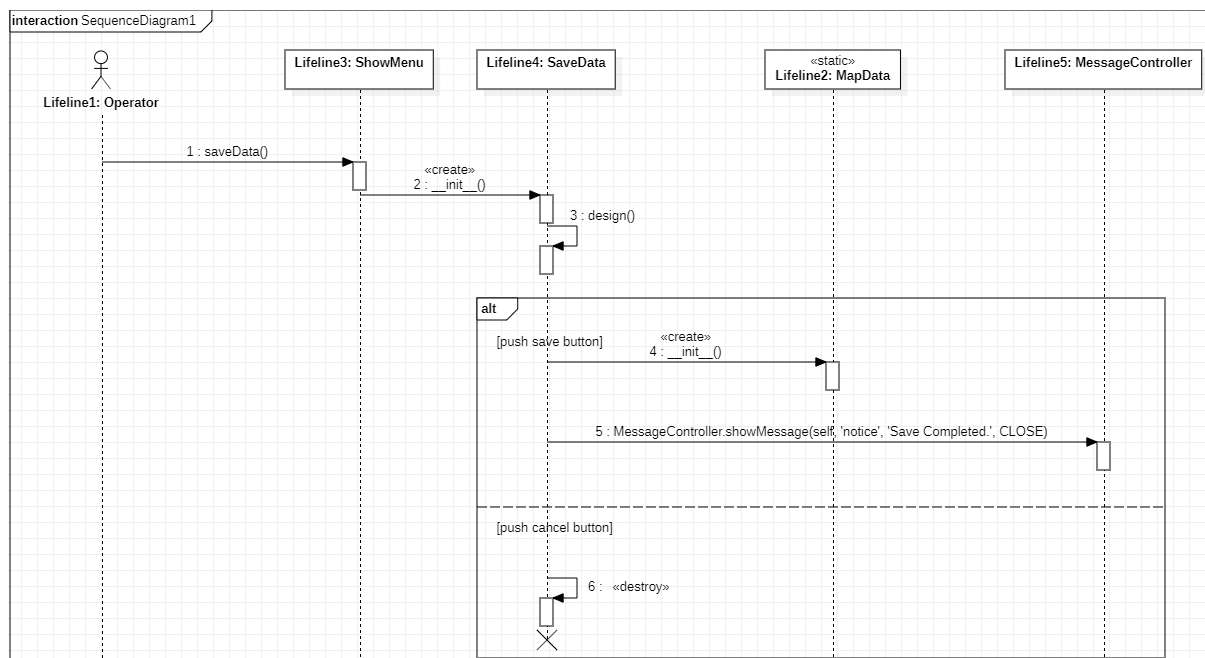 interaction SequenceDiagram1
Lifeline1: Operator
Lifeline3: ShowMenu
Lifeline4: SaveData
«static»
Lifeline2: MapData
Lifeline5: MessageController
1 : saveData()
«create»
2 : __init__()
3 : design()
alt
[push save button]
«create»
4 : __init__()
5 : MessageController.showMessage(self, 'notice', 'Save Completed.', CLOSE)
[push cancel button]
6 : «destroy»